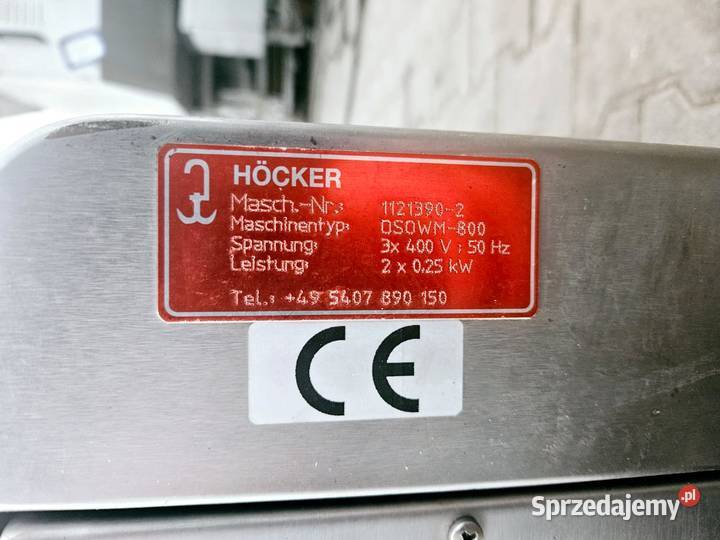 HÖCKER
Masch.-Nr.: 1121390-2
Maschinentyp: DSOWM-800
Spannung: 3x 400 V ; 50 Hz
Leistung: 2 x 0,25 kW
Tel.: +49 5407 890 150
CE
Sprzedajemy.pl